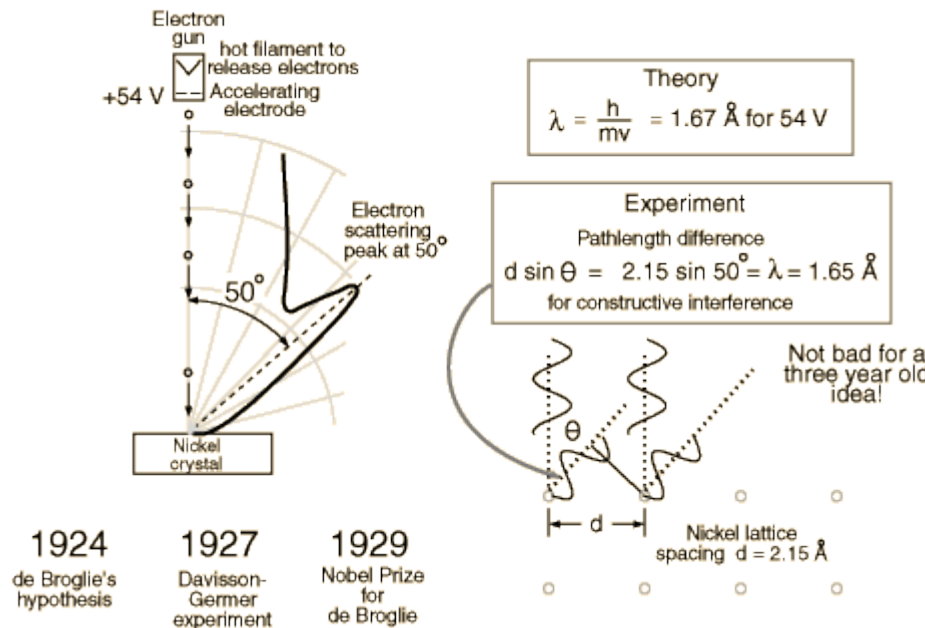 Electron
gun
hot filament to
release electrons
+54 V
Accelerating
electrode
Electron
scattering
peak at 50°
50°
Nickel
crystal
Theory
λ = h/mv = 1.67 Å for 54 V
Experiment
Pathlength difference
d sin θ = 2.15 sin 50° = λ = 1.65 Å
for constructive interference
Not bad for a
three year old
idea!
θ
d
Nickel lattice
spacing d = 2.15 Å
1924
de Broglie's
hypothesis
1927
Davisson-
Germer
experiment
1929
Nobel Prize
for
de Broglie